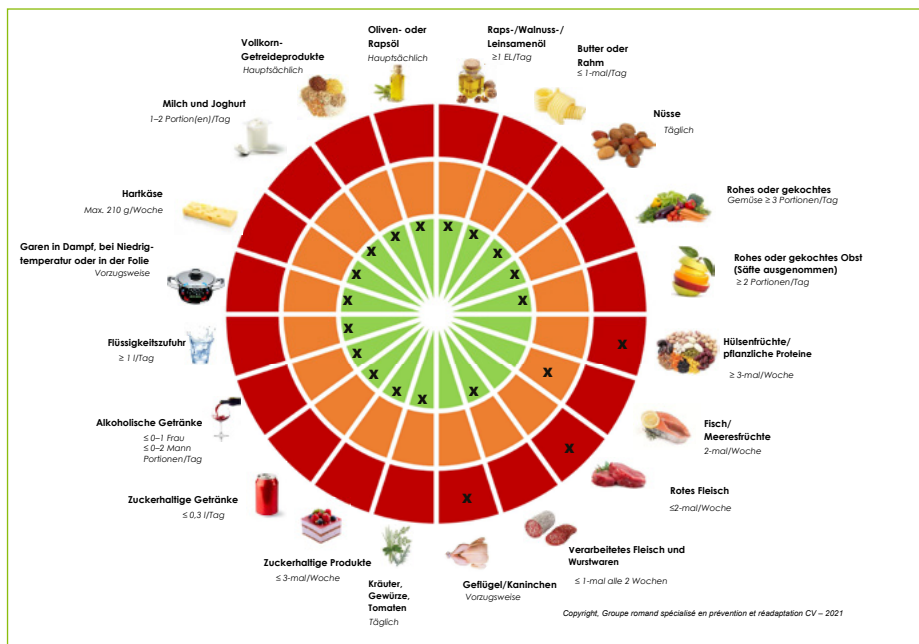 Oliven- oder
Rapsöl
Hauptsächlich
Raps-/Walnuss-/
Leinsamenöl
≥1 EL/Tag
Butter oder
Rahm
≤ 1-mal/Tag
Nüsse
Täglich
Rohes oder gekochtes
Gemüse ≥ 3 Portionen/Tag
Rohes oder gekochtes Obst
(Säfte ausgenommen)
≥ 2 Portionen/Tag
Hülsenfrüchte/
pflanzliche Proteine
≥ 3-mal/Woche
Fisch/
Meeresfrüchte
2-mal/Woche
Rotes Fleisch
≤2-mal/Woche
Verarbeitetes Fleisch und
Wurstwaren
≤ 1-mal alle 2 Wochen
Geflügel/Kaninchen
Vorzugsweise
Kräuter,
Gewürze,
Tomaten
Täglich
Zuckerhaltige Produkte
≤ 3-mal/Woche
Zuckerhaltige Getränke
≤ 0,3 l/Tag
Alkoholische Getränke
≤ 0–1 Frau
≤ 0–2 Mann
Portionen/Tag
Flüssigkeitszufuhr
≥ 1 l/Tag
Garen in Dampf, bei Niedrig-
temperatur oder in der Folie
Vorzugsweise
Hartkäse
Max. 210 g/Woche
Milch und Joghurt
1–2 Portion(en)/Tag
Vollkorn-
Getreideprodukte
Hauptsächlich
x x x x
x x
x x
x x
x x
x x
x x
x x x
x
x
Copyright, Groupe romand spécialisé en prévention et réadaptation CV – 2021